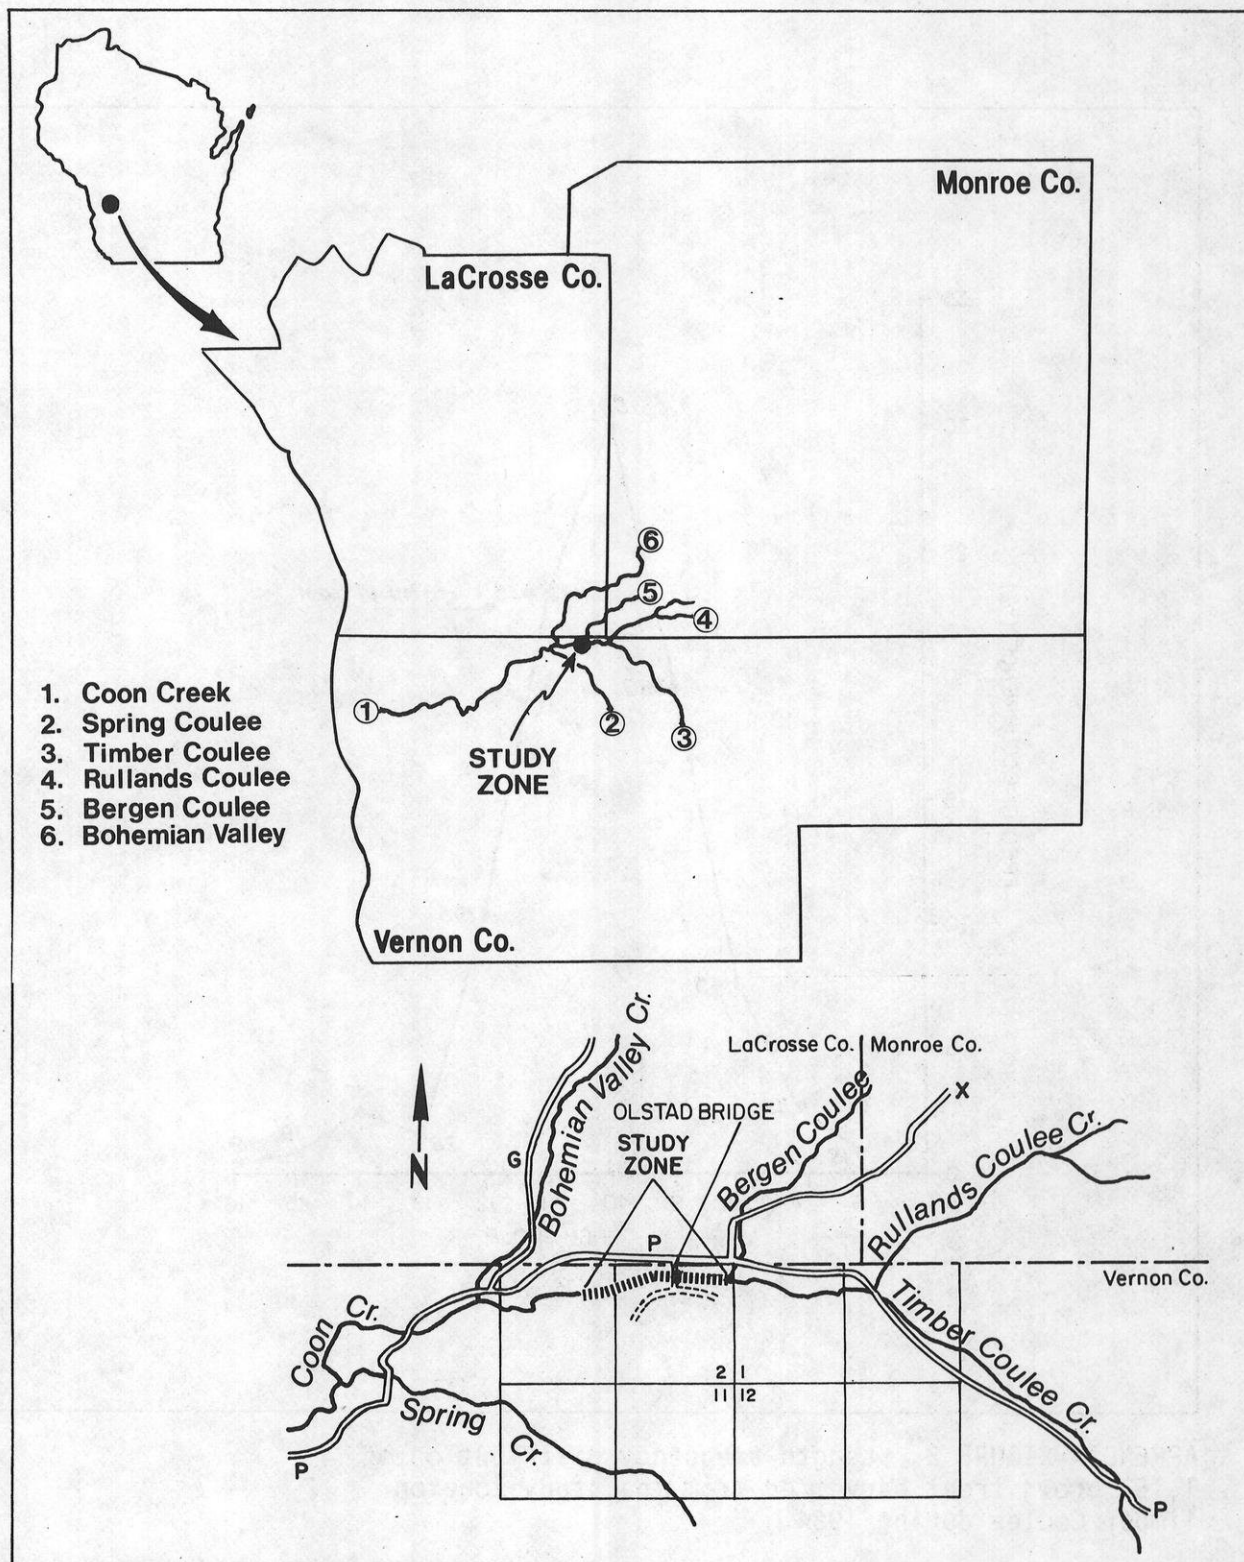 Monroe Co.
LaCrosse Co.
6
5
4
1
2
3
STUDY
ZONE
1. Coon Creek
2. Spring Coulee
3. Timber Coulee
4. Rullands Coulee
5. Bergen Coulee
6. Bohemian Valley
Vernon Co.
LaCrosse Co. Monroe Co.
N
G
Bohemian Valley Cr.
OLSTAD BRIDGE
STUDY
ZONE
Bergen Coulee
X
Rullands Coulee Cr.
P
Vernon Co.
Coon Cr.
Timber Coulee Cr.
2 1
11 12
Spring Cr.
P
P